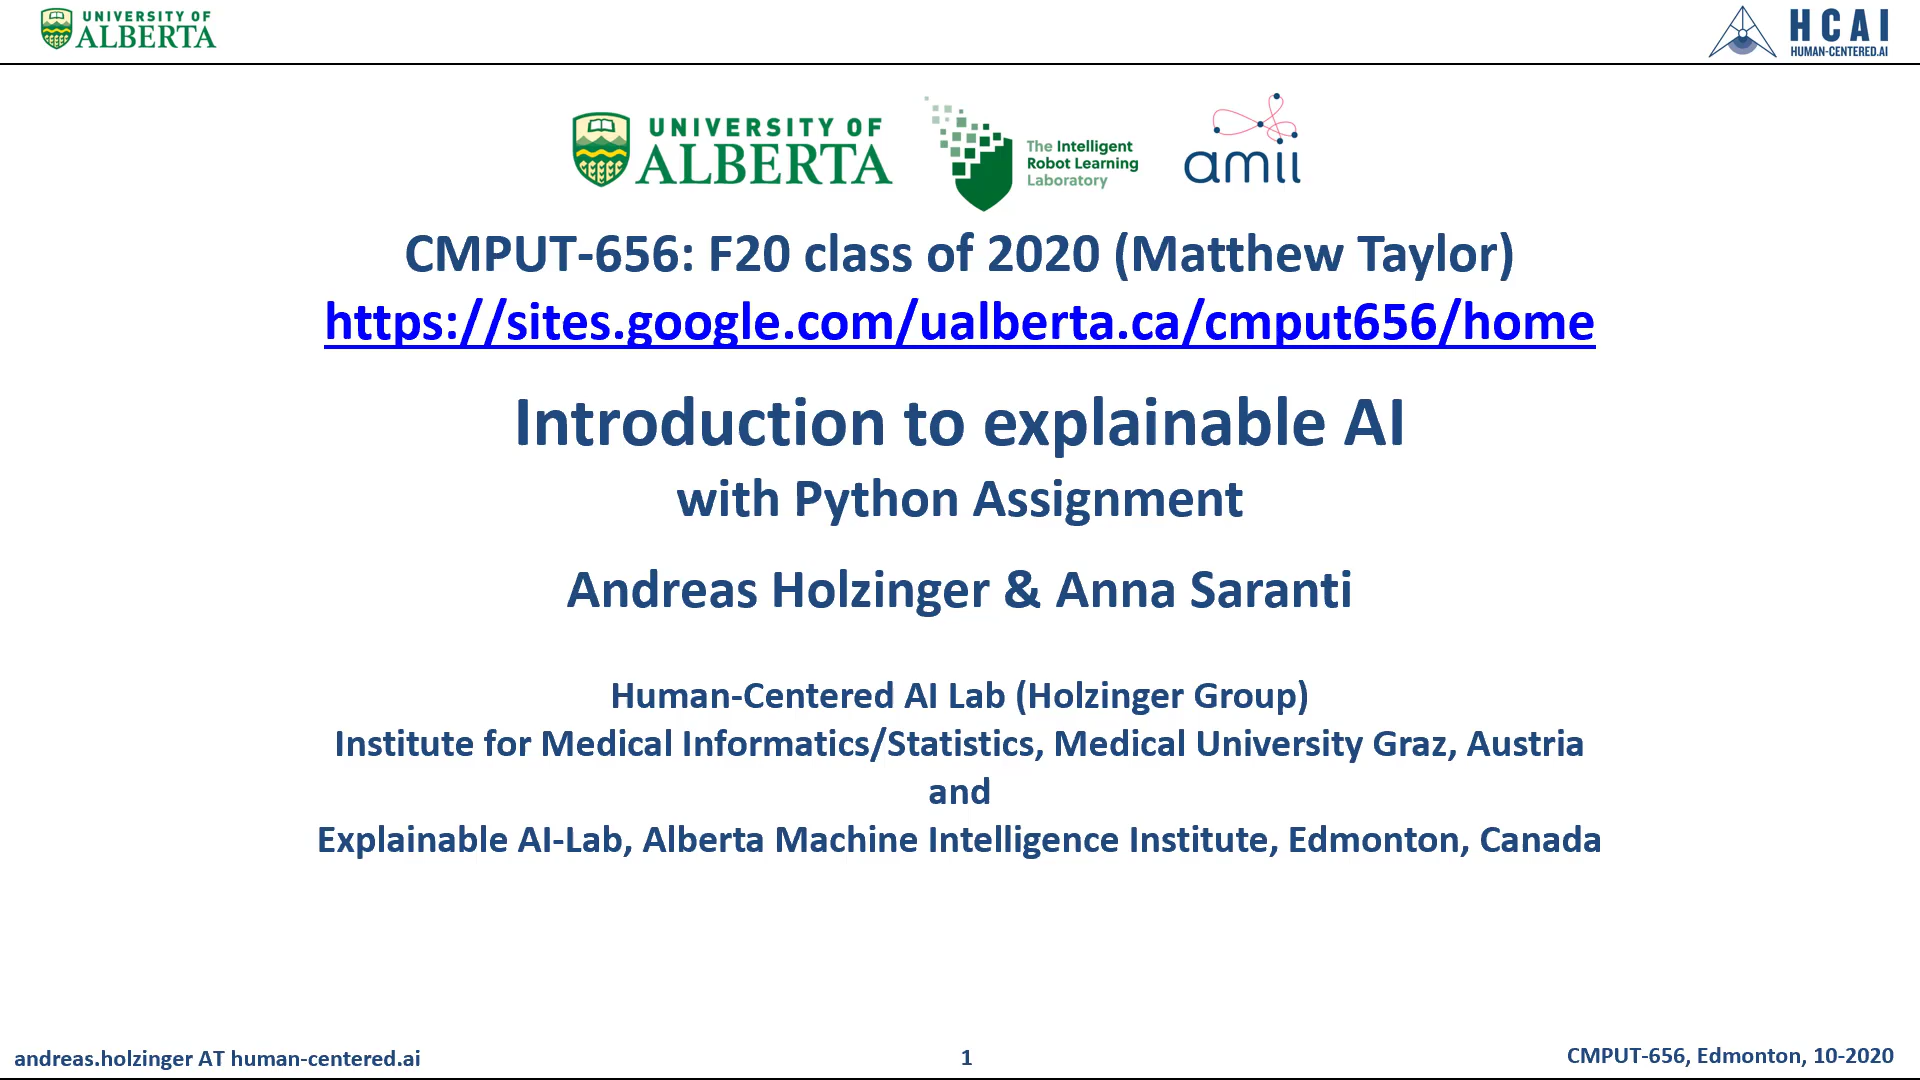 UNIVERSITY OF
ALBERTA
HCAI
HUMAN-CENTERED.AI
UNIVERSITY OF
ALBERTA
The Intelligent
Robot Learning
Laboratory
amii
CMPUT-656: F20 class of 2020 (Matthew Taylor)
https://sites.google.com/ualberta.ca/cmput656/home
Introduction to explainable AI
with Python Assignment
Andreas Holzinger & Anna Saranti
Human-Centered AI Lab (Holzinger Group)
Institute for Medical Informatics/Statistics, Medical University Graz, Austria
and
Explainable AI-Lab, Alberta Machine Intelligence Institute, Edmonton, Canada
andreas.holzinger AT human-centered.ai
1
CMPUT-656, Edmonton, 10-2020